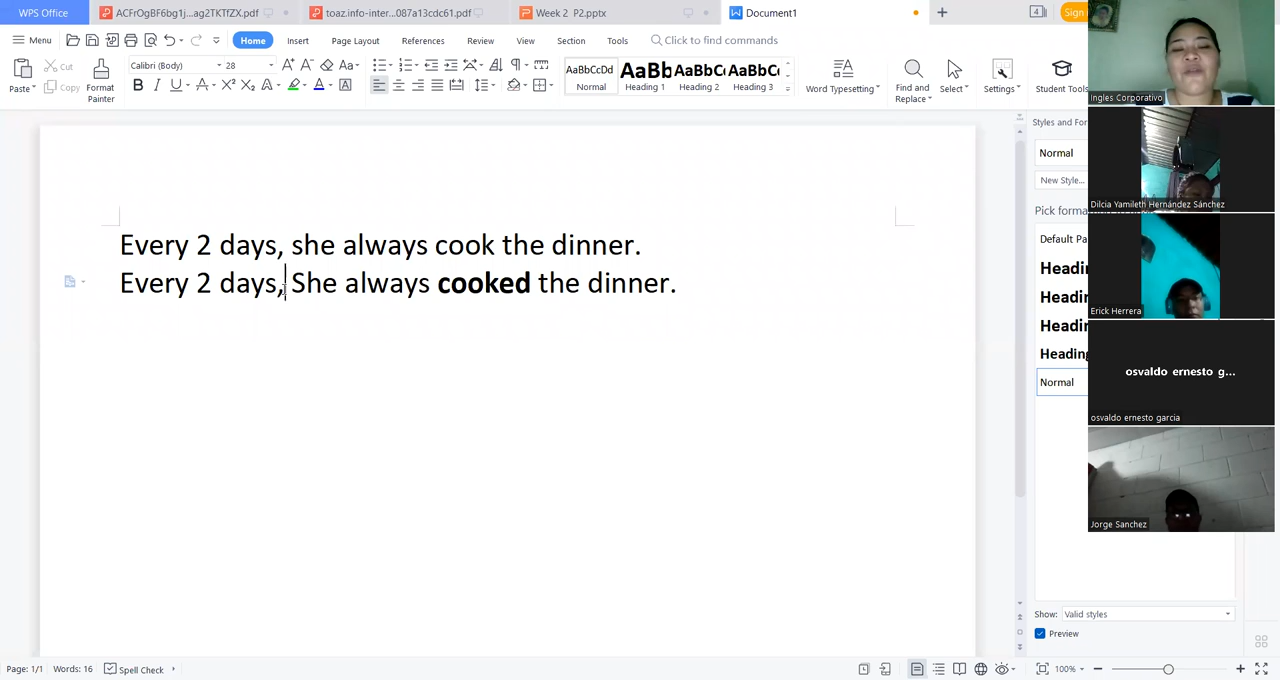 WPS Office ACFrOgBF6bg1j...ag2TKTfZX.pdf toaz.info-inter...087a13cdc61.pdf Week 2 P2.pptx Document1 4 Sign
Menu Home Insert Page Layout References Review View Section Tools Click to find commands
Paste Cut Copy Format Painter Calibri (Body) 28 AaBbCcDd Normal AaBb Heading 1 AaBbC Heading 2 AaBbC Heading 3 Word Typesetting Find and Replace Select Settings Student Tools
Every 2 days, she always cook the dinner.
Every 2 days, She always cooked the dinner.
Styles and For
Normal
New Style...
Pick forma
Default Pa
Headin
Headin
Headin
Heading
Normal
Show: Valid styles
Preview
Ingles Corporativo
Dilcia Yamileth Hernández Sánchez
Erick Herrera
osvaldo ernesto g...
osvaldo ernesto garcia
Jorge Sanchez
Page: 1/1 Words: 16 Spell Check 100%